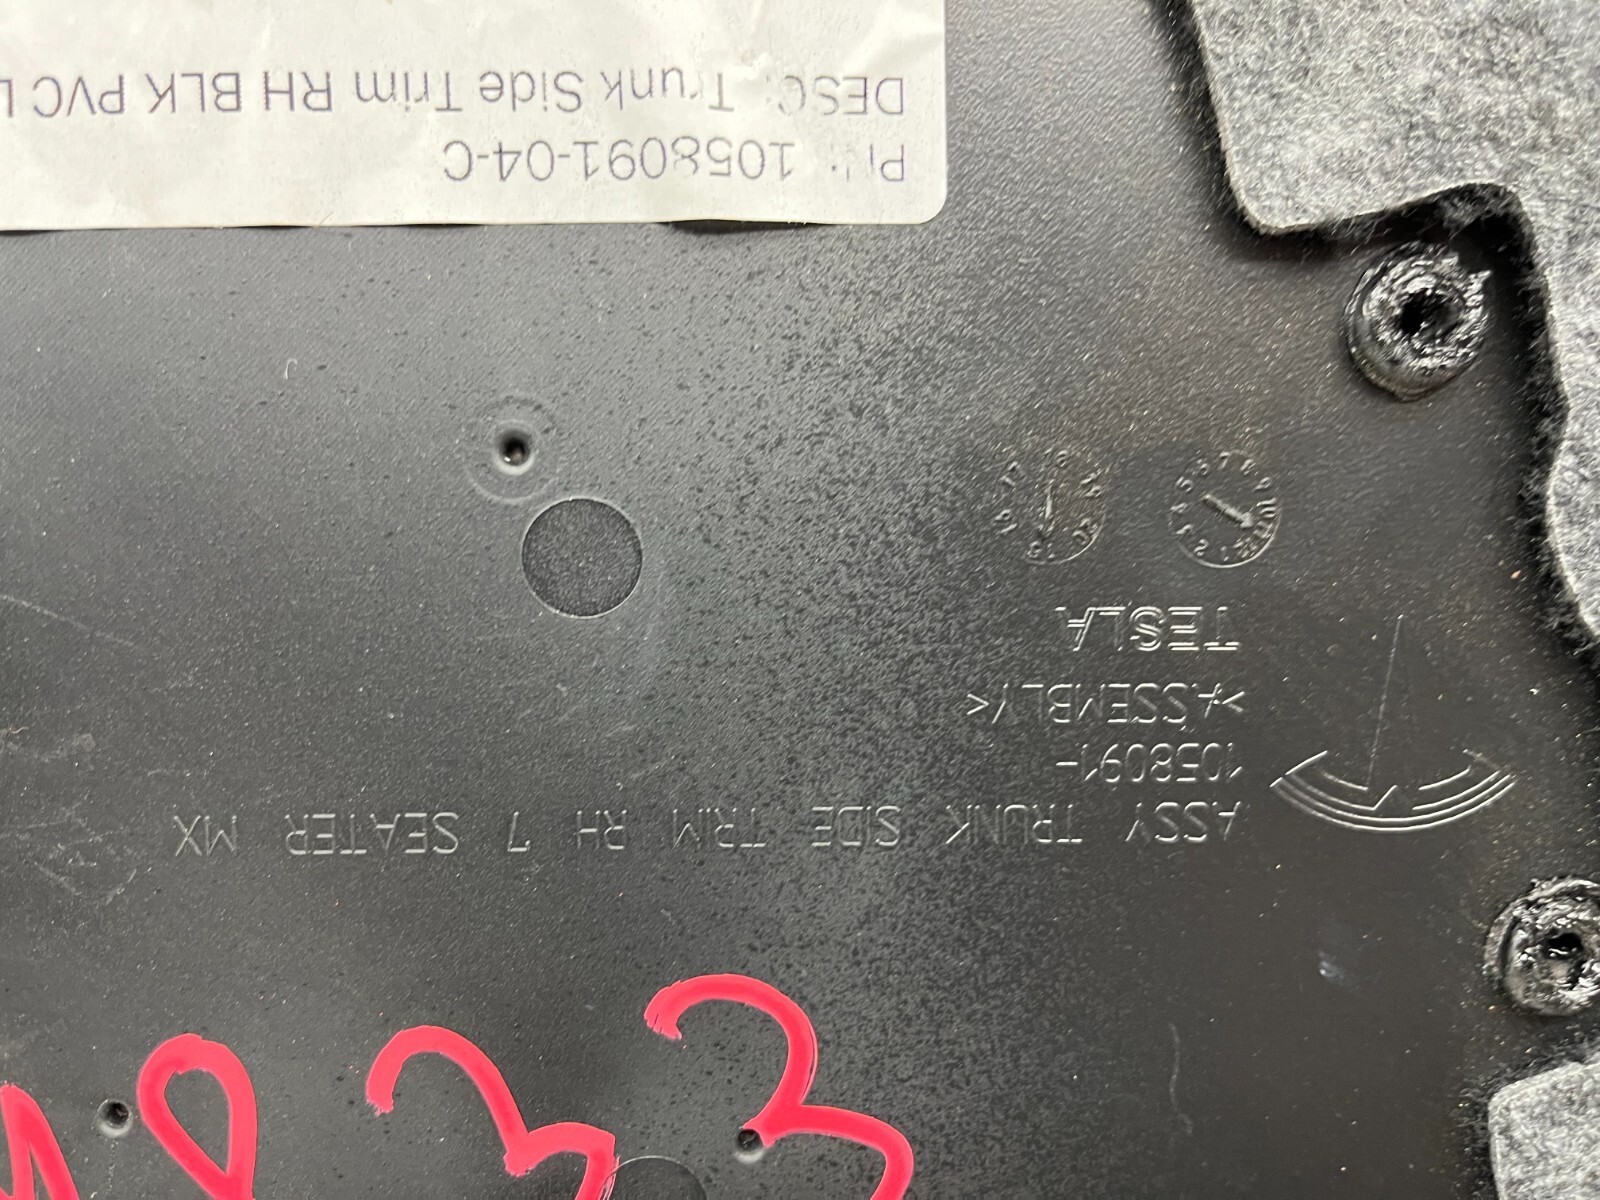 ASSY TRUNK SIDE TRIM RH 7 SEATER MX
1058091-
>ASSEMBLY<
TESLA
1058091-04-C
DESC: Trunk Side Trim RH BLK PVC
33